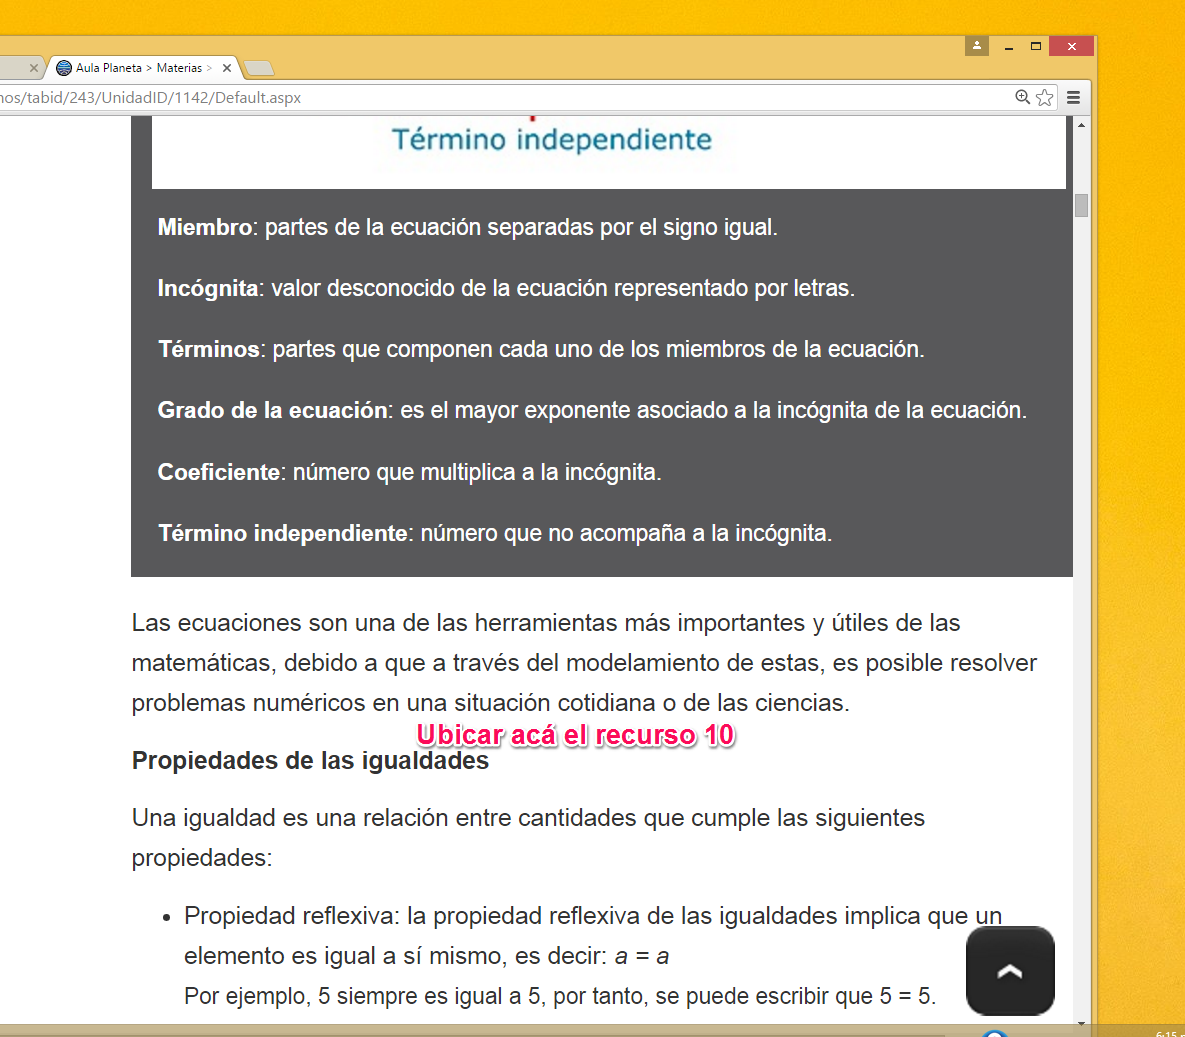 Aula Planeta > Materias >
nos/tabid/243/UnidadID/1142/Default.aspx
Término independiente
Miembro: partes de la ecuación separadas por el signo igual.
Incógnita: valor desconocido de la ecuación representado por letras.
Términos: partes que componen cada uno de los miembros de la ecuación.
Grado de la ecuación: es el mayor exponente asociado a la incógnita de la ecuación.
Coeficiente: número que multiplica a la incógnita.
Término independiente: número que no acompaña a la incógnita.
Las ecuaciones son una de las herramientas más importantes y útiles de las
matemáticas, debido a que a través del modelamiento de estas, es posible resolver
problemas numéricos en una situación cotidiana o de las ciencias.
Ubicar acá el recurso 10
Propiedades de las igualdades
Una igualdad es una relación entre cantidades que cumple las siguientes
propiedades:
• Propiedad reflexiva: la propiedad reflexiva de las igualdades implica que un
elemento es igual a sí mismo, es decir: a = a
Por ejemplo, 5 siempre es igual a 5, por tanto, se puede escribir que 5 = 5.